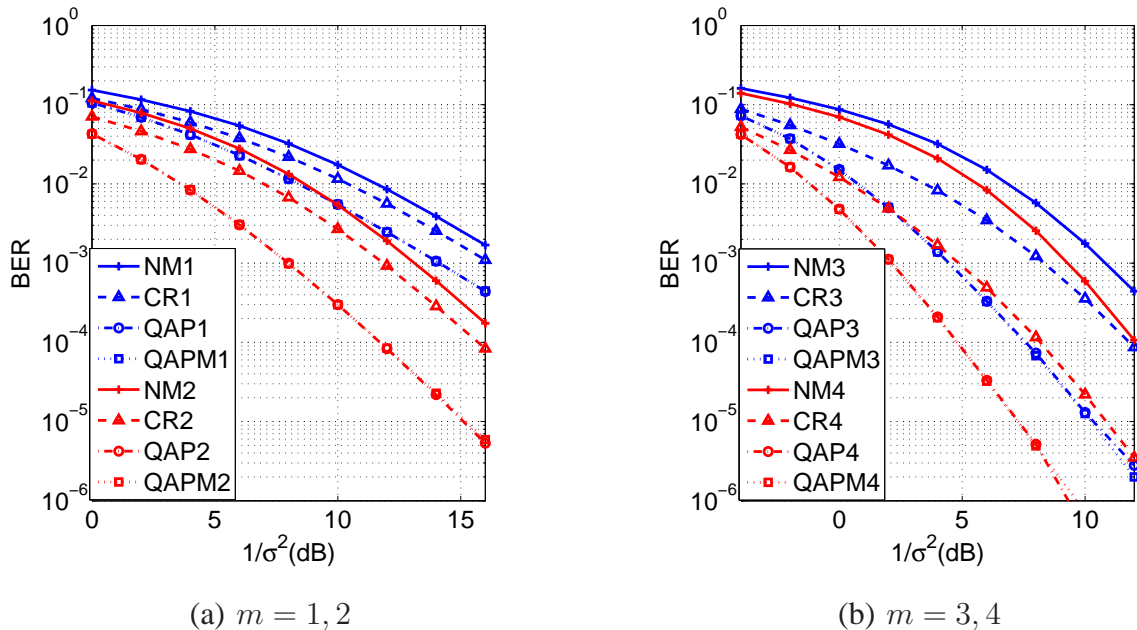 10^0
10^-1
10^-2
10^-3
10^-4
10^-5
10^-6
BER
NM1
CR1
QAP1
QAPM1
NM2
CR2
QAP2
QAPM2
0 5 10 15
1/σ^2(dB)
(a) m = 1, 2
10^0
10^-1
10^-2
10^-3
10^-4
10^-5
10^-6
BER
NM3
CR3
QAP3
QAPM3
NM4
CR4
QAP4
QAPM4
0 5 10
1/σ^2(dB)
(b) m = 3, 4